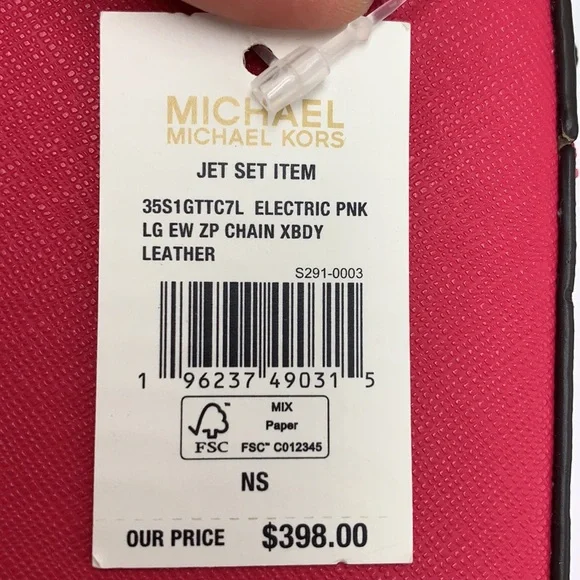 MICHAEL
MICHAEL KORS
JET SET ITEM
35S1GTTC7L ELECTRIC PNK
LG EW ZP CHAIN XBDY
LEATHER
S291-0003
1 96237 49031 5
FSC
MIX
Paper
FSC™ C012345
NS
OUR PRICE $398.00